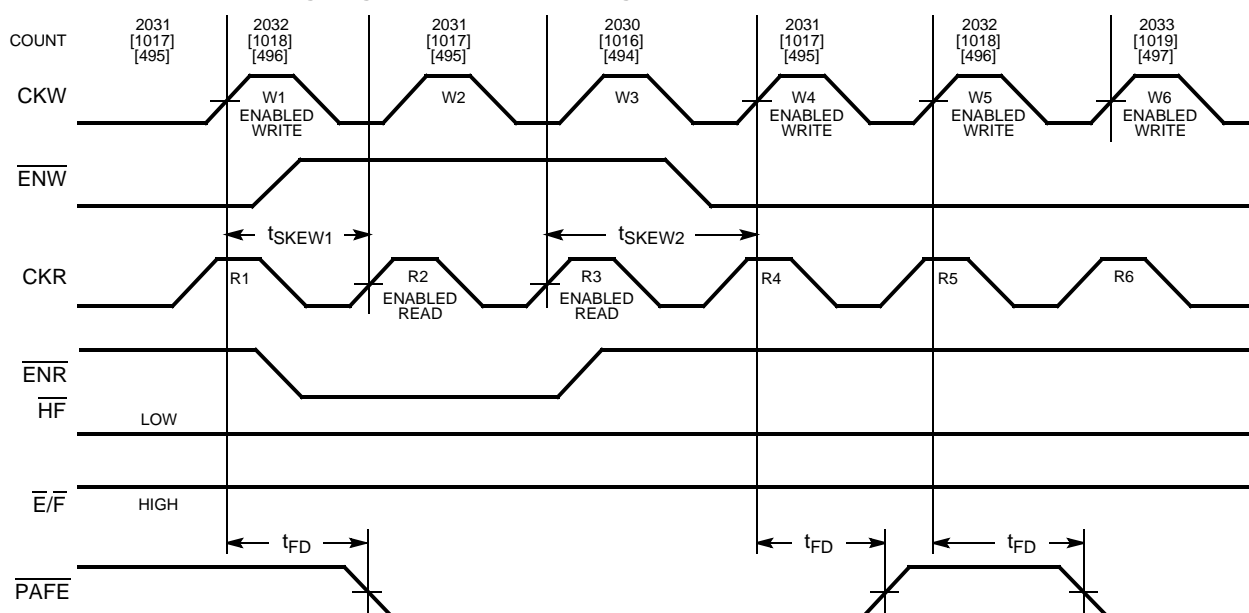 COUNT 2031 2032 2031 2030 2031 2032 2033
[1017] [1018] [1017] [1016] [1017] [1018] [1019]
[495] [496] [495] [494] [495] [496] [497]
CKW W1 W2 W3 W4 W5 W6
ENABLED ENABLED ENABLED ENABLED
WRITE WRITE WRITE WRITE
ENW
tSKEW1 tSKEW2
CKR R1 R2 R3 R4 R5 R6
ENABLED ENABLED
READ READ
ENR
HF LOW
E/F HIGH
tFD tFD tFD
PAFE